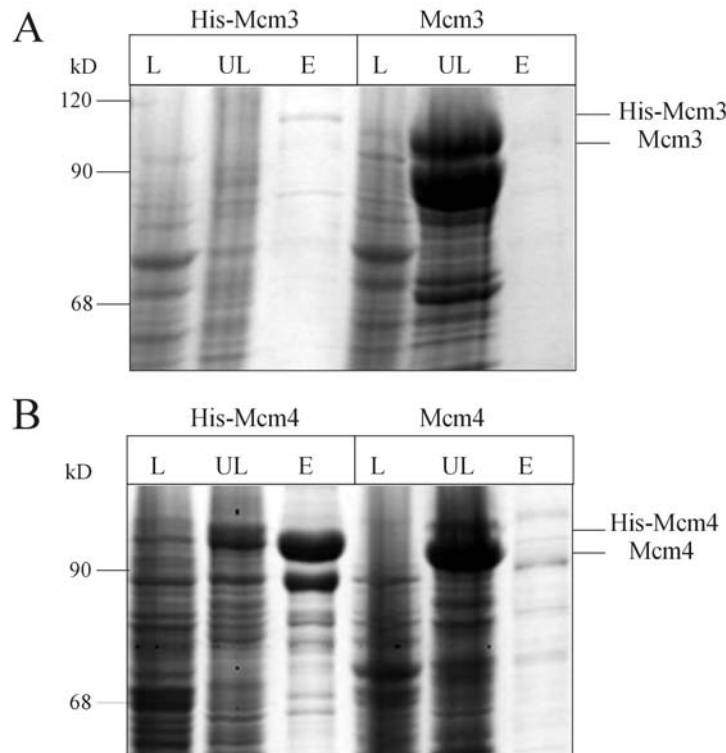 A
His-Mcm3 Mcm3
kD L UL E L UL E
120
His-Mcm3
Mcm3
90
68
B
His-Mcm4 Mcm4
kD L UL E L UL E
His-Mcm4
Mcm4
90
68